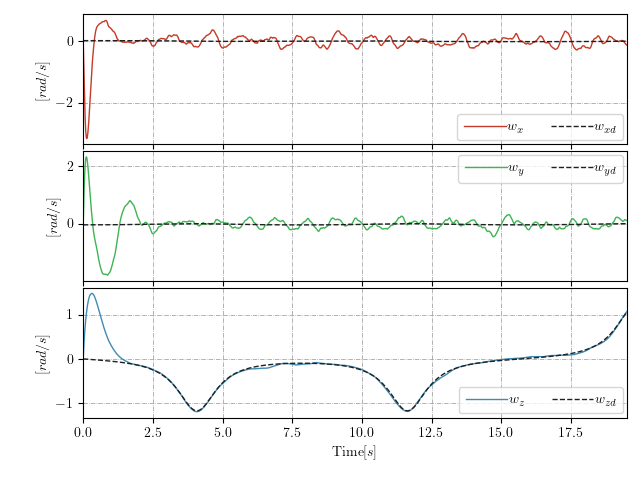 0
−2
[rad/s]
w_x w_xd
2
0
[rad/s]
w_y w_yd
1
0
−1
[rad/s]
w_z w_zd
0.0 2.5 5.0 7.5 10.0 12.5 15.0 17.5
Time[s]